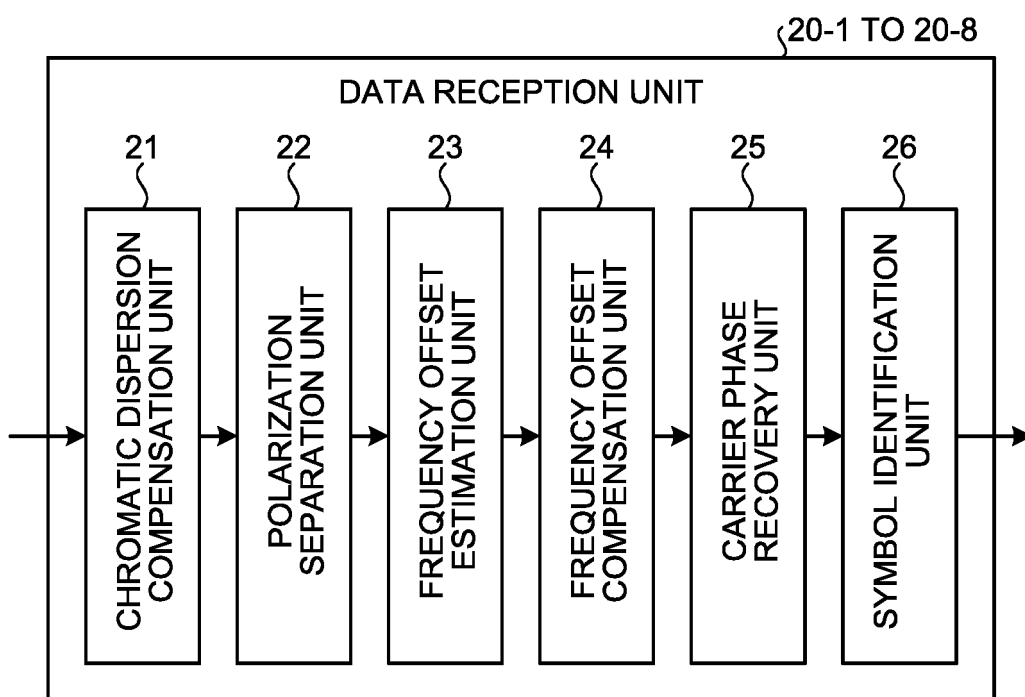 20-1 TO 20-8
DATA RECEPTION UNIT
21
22
23
24
25
26
CHROMATIC DISPERSION
COMPENSATION UNIT
POLARIZATION
SEPARATION UNIT
FREQUENCY OFFSET
ESTIMATION UNIT
FREQUENCY OFFSET
COMPENSATION UNIT
CARRIER PHASE
RECOVERY UNIT
SYMBOL IDENTIFICATION
UNIT